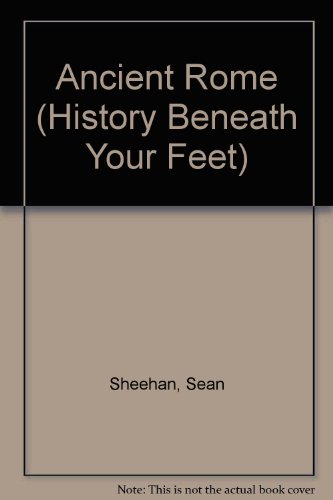 Ancient Rome
(History Beneath
Your Feet)
Sheehan, Sean
Note: This is not the actual book cover